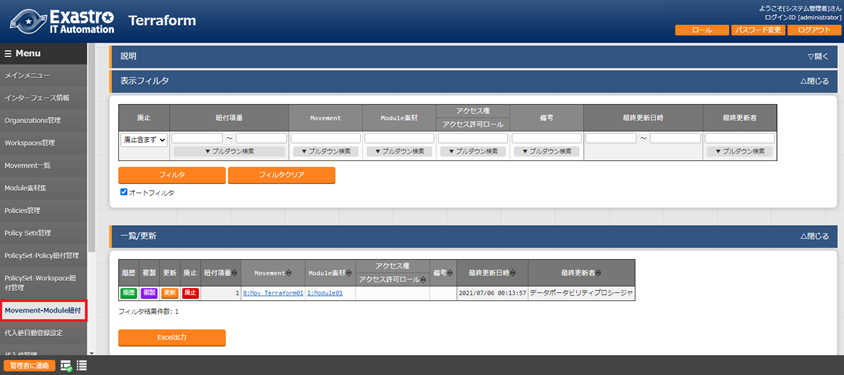 Exastro
IT Automation
Terraform
ようこそ[システム管理者]さん
ログインID [administrator]
ロール
パスワード変更
ログアウト
☰ Menu
メインメニュー
インターフェース情報
Organizations管理
Workspaces管理
Movement一覧
Module素材集
Policies管理
Policy Sets管理
PolicySet-Policy紐付管理
PolicySet-Workspace紐
付管理
Movement-Module紐付
代入値自動登録設定
代入値管理
管理者に連絡
説明
▽開く
表示フィルタ
△閉じる
廃止
紐付項番
Movement
Module素材
アクセス権
アクセス許可ロール
備考
最終更新日時
最終更新者
廃止含まず
~
~
▼ プルダウン検索
▼ プルダウン検索
▼ プルダウン検索
▼ プルダウン検索
▼ プルダウン検索
▼ プルダウン検索
フィルタ
フィルタクリア
オートフィルタ
一覧/更新
△閉じる
履歴 複製 更新 廃止 紐付項番 Movement Module素材 アクセス権 アクセス許可ロール 備考 最終更新日時 最終更新者
履歴 複製 更新 廃止 1 8:Mov_Terraform01 1:Module01 2021/07/06 00:13:57 データポータビリティプロシージャ
フィルタ結果件数: 1
Excel出力